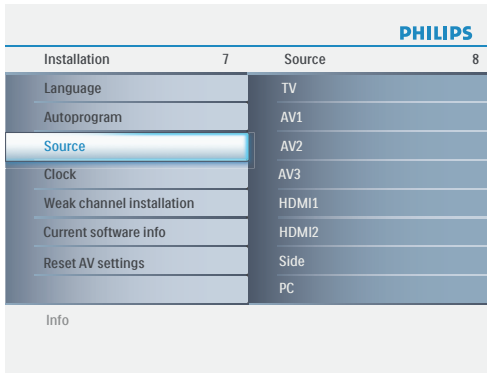 PHILIPS
Installation 7 Source 8
Language TV
Autoprogram AV1
Source AV2
Clock AV3
Weak channel installation HDMI1
Current software info HDMI2
Reset AV settings Side
PC
Info